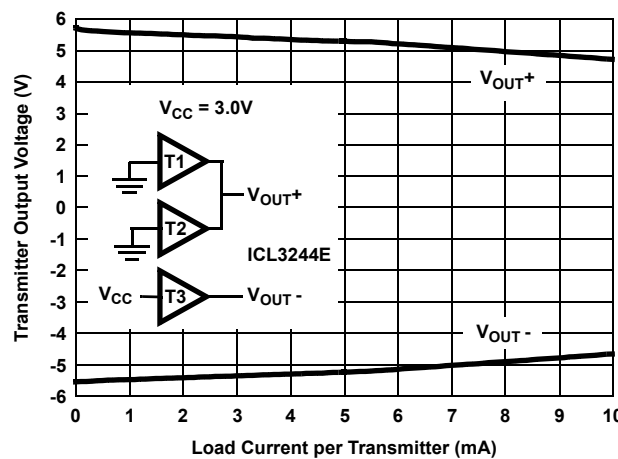 Transmitter Output Voltage (V)
6
5
4
3
2
1
0
-1
-2
-3
-4
-5
-6
VOUT+
VCC = 3.0V
T1
VOUT+
T2
ICL3244E
VCC
T3
VOUT -
VOUT -
0 1 2 3 4 5 6 7 8 9 10
Load Current per Transmitter (mA)